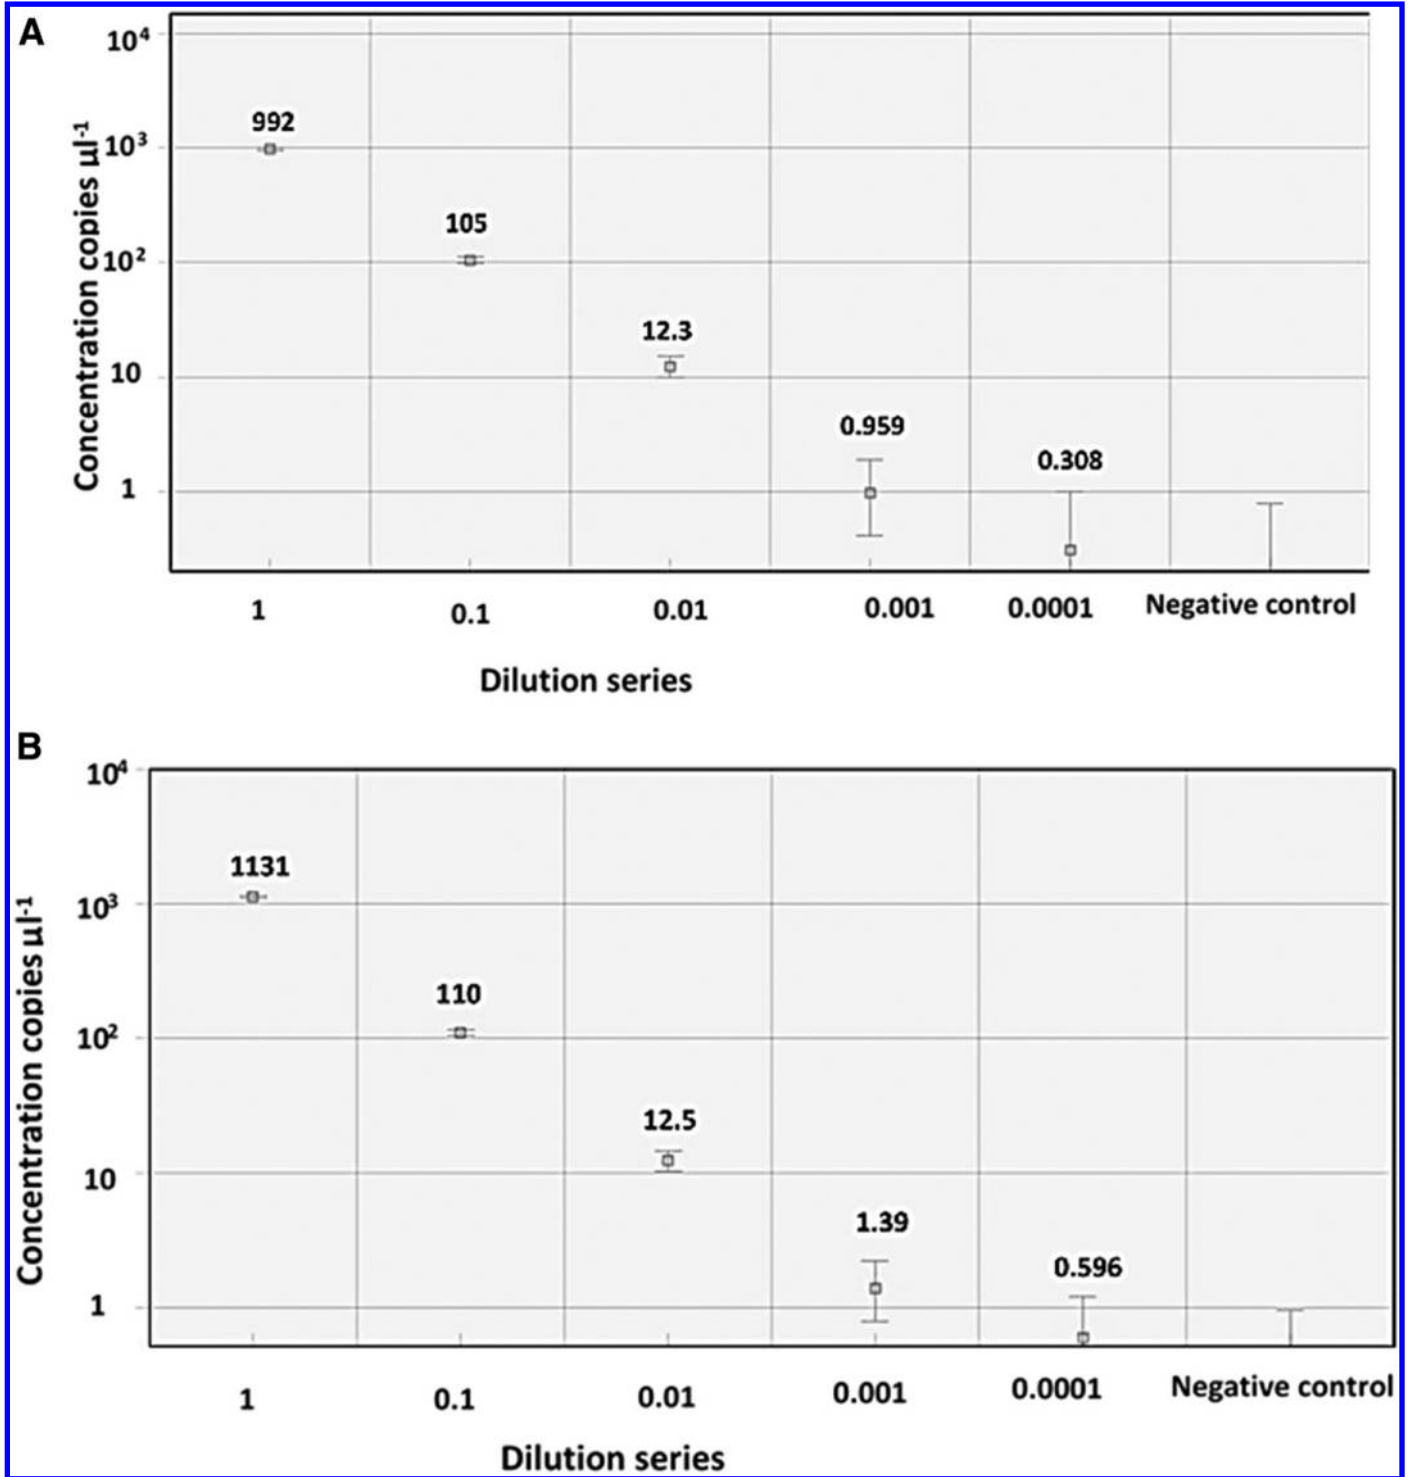 A
10⁴
992
10³
105
10²
12.3
10
0.959
0.308
1
Concentration copies µl⁻¹
1 0.1 0.01 0.001 0.0001 Negative control
Dilution series
B
10⁴
1131
10³
110
10²
12.5
10
1.39
0.596
1
Concentration copies µl⁻¹
1 0.1 0.01 0.001 0.0001 Negative control
Dilution series